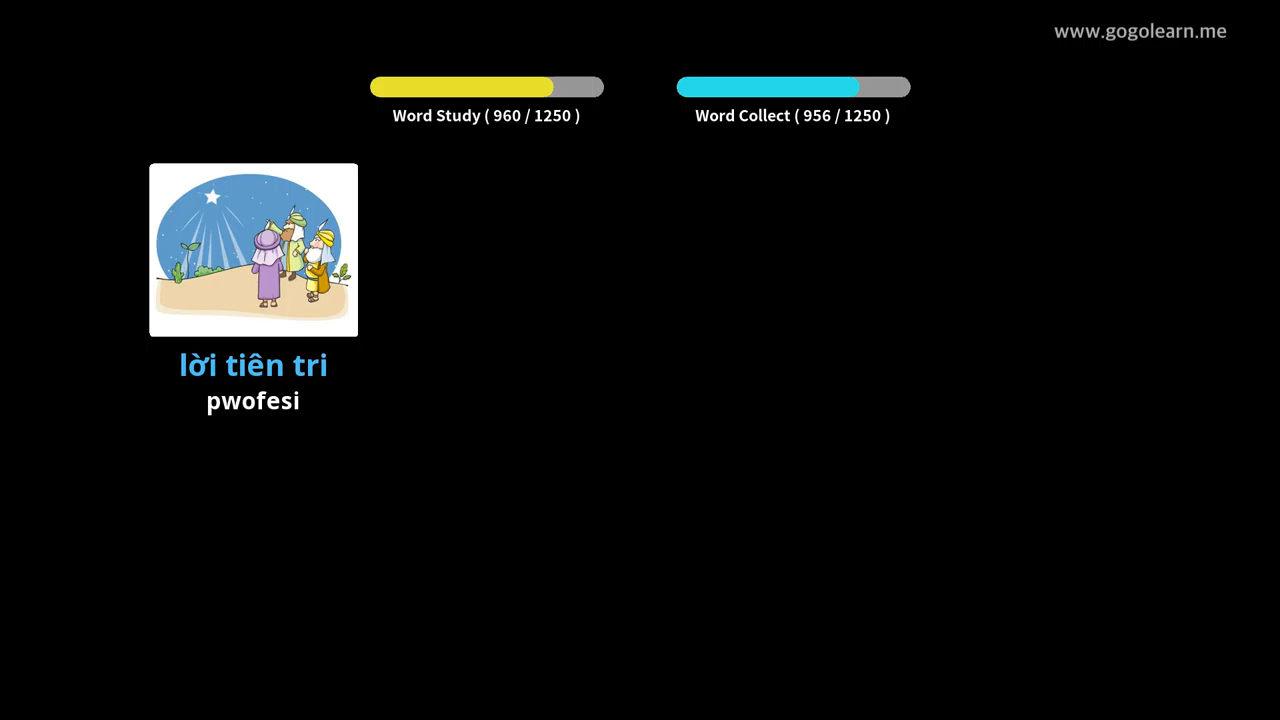 www.gogolearn.me
Word Study ( 960 / 1250 )
Word Collect ( 956 / 1250 )
lời tiên tri
pwofesi